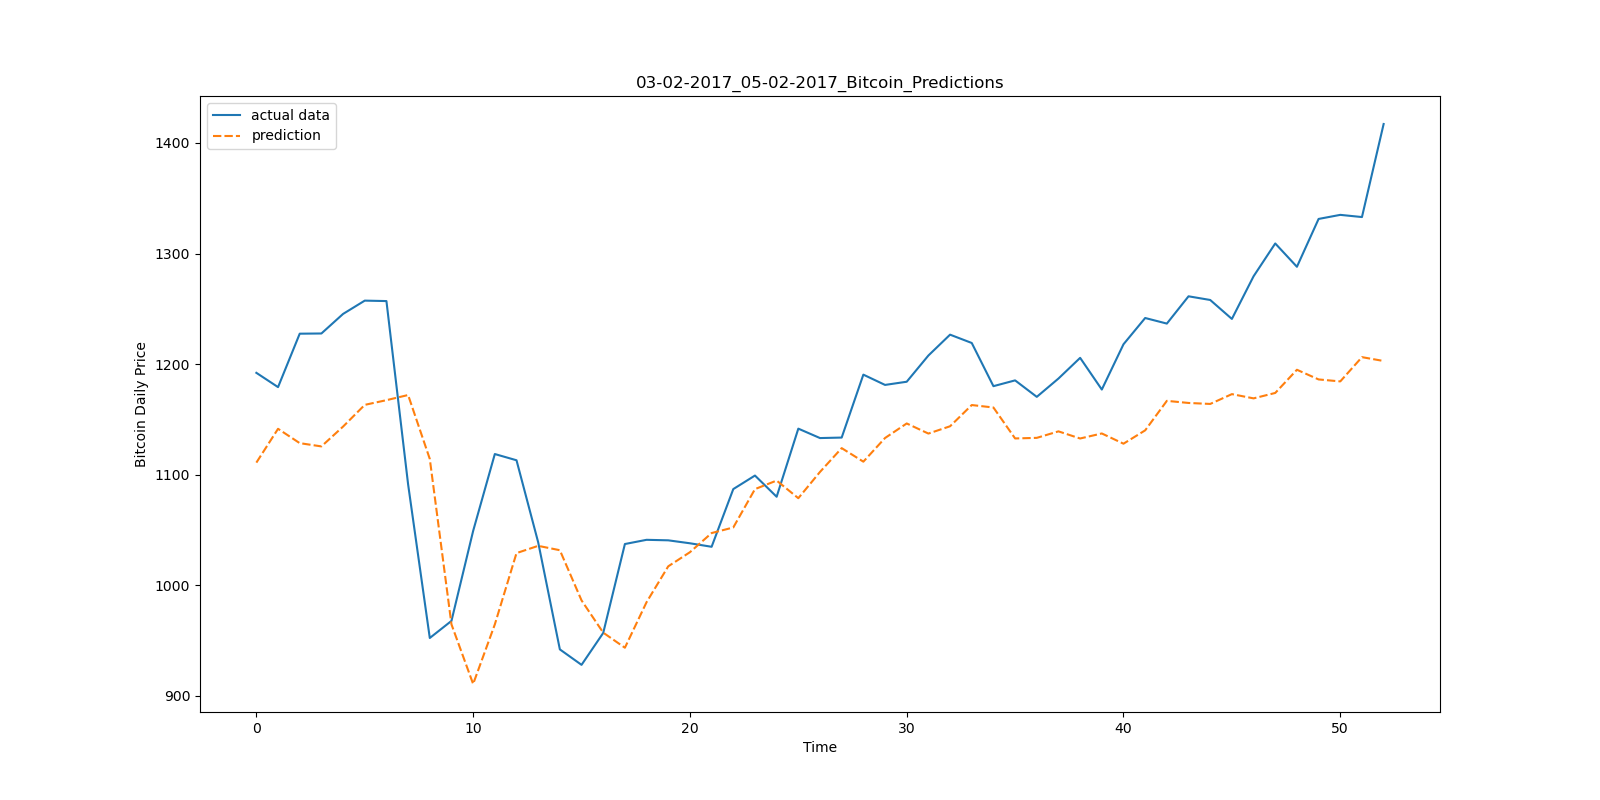 03-02-2017_05-02-2017_Bitcoin_Predictions
actual data
prediction
1400
1300
1200
1100
1000
900
Bitcoin Daily Price
0 10 20 30 40 50
Time